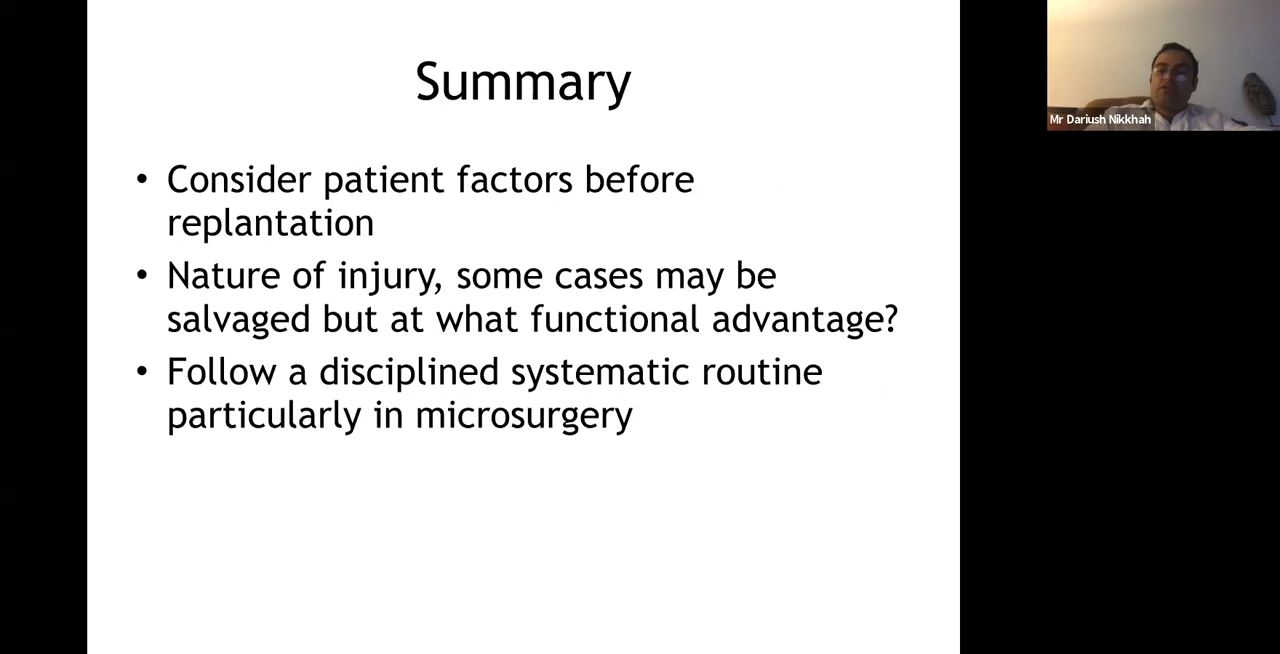 Summary
• Consider patient factors before
replantation
• Nature of injury, some cases may be
salvaged but at what functional advantage?
• Follow a disciplined systematic routine
particularly in microsurgery
Mr Dariush Nikkhah